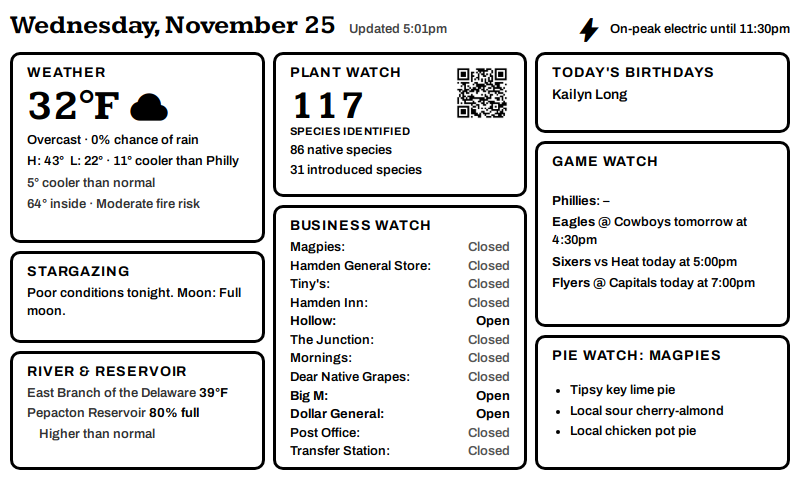 Wednesday, November 25
Updated 5:01pm
On-peak electric until 11:30pm
WEATHER
32°F
Overcast · 0% chance of rain
H: 43° L: 22° · 11° cooler than Philly
5° cooler than normal
64° inside · Moderate fire risk
STARGAZING
Poor conditions tonight. Moon: Full
moon.
RIVER & RESERVOIR
East Branch of the Delaware 39°F
Pepacton Reservoir 80% full
Higher than normal
PLANT WATCH
117
SPECIES IDENTIFIED
86 native species
31 introduced species
BUSINESS WATCH
Magpies: Closed
Hamden General Store: Closed
Tiny's: Closed
Hamden Inn: Closed
Hollow: Open
The Junction: Closed
Mornings: Closed
Dear Native Grapes: Closed
Big M: Open
Dollar General: Open
Post Office: Closed
Transfer Station: Closed
TODAY'S BIRTHDAYS
Kailyn Long
GAME WATCH
Phillies: –
Eagles @ Cowboys tomorrow at
4:30pm
Sixers vs Heat today at 5:00pm
Flyers @ Capitals today at 7:00pm
PIE WATCH: MAGPIES
• Tipsy key lime pie
• Local sour cherry-almond
• Local chicken pot pie